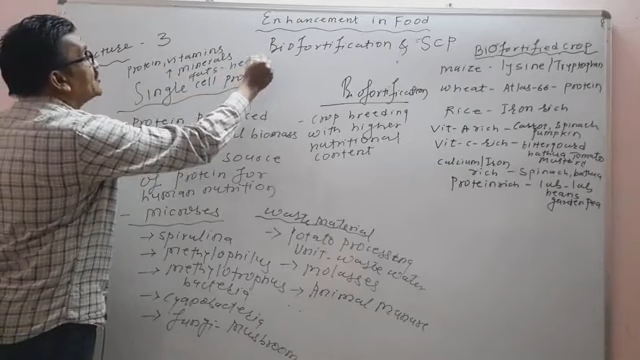 Enhancement in Food
Lecture - 3
Biofortification & SCP
protein, vitamins
↑ minerals
fats-
Single cell
Protein
biomass
source
of protein for
human nutrition
- microbes
→ spirulina
→ methylophilus
→ methylotrophus
bacteria
→ cyanobacteria
→ fungi - mushroom
Biofortification
- crop breeding
with higher
nutritional
content
waste material
→ potato processing
unit - waste water
→ molasses
→ Animal manure
Biofortified crop
maize - lysine/Tryptophan
wheat - Atlas-66 - protein
Rice - Iron rich
vit-A rich - carrot, spinach
pumpkin
vit-c-rich - bittergourd
bathua tomato
mustard
calcium/Iron
rich - spinach, bathua
protein rich - lab-lab
beans
garden pea